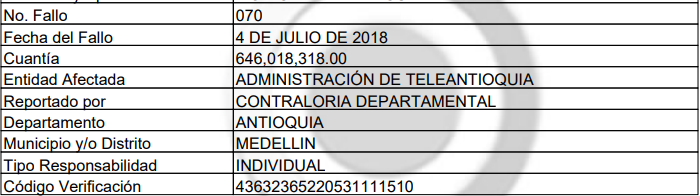 No. Fallo 070
Fecha del Fallo 4 DE JULIO DE 2018
Cuantía 646,018,318.00
Entidad Afectada ADMINISTRACIÓN DE TELEANTIOQUIA
Reportado por CONTRALORIA DEPARTAMENTAL
Departamento ANTIOQUIA
Municipio y/o Distrito MEDELLIN
Tipo Responsabilidad INDIVIDUAL
Código Verificación 43632365220531111510